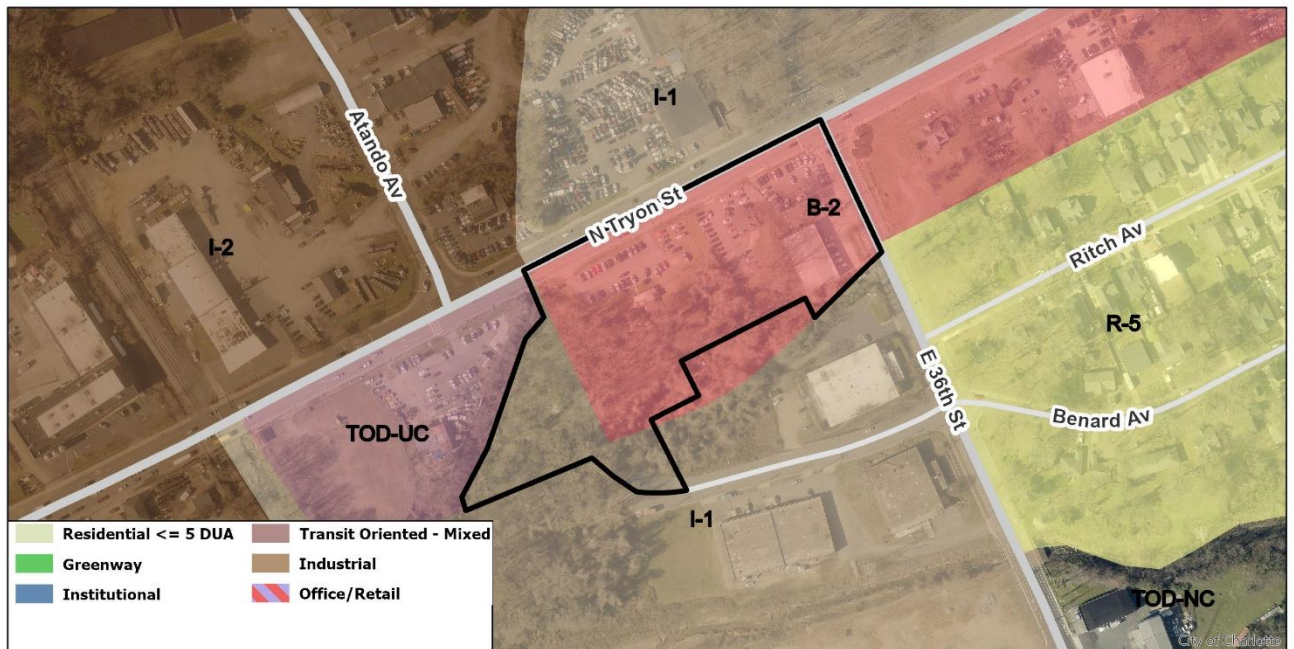 Atando Av
I-1
N Tryon St
B-2
I-2
Ritch Av
R-5
E 36th St
Benard Av
TOD-UC
I-1
TOD-NC
Residential <= 5 DUA
Transit Oriented - Mixed
Greenway
Industrial
Institutional
Office/Retail
City of Charlotte